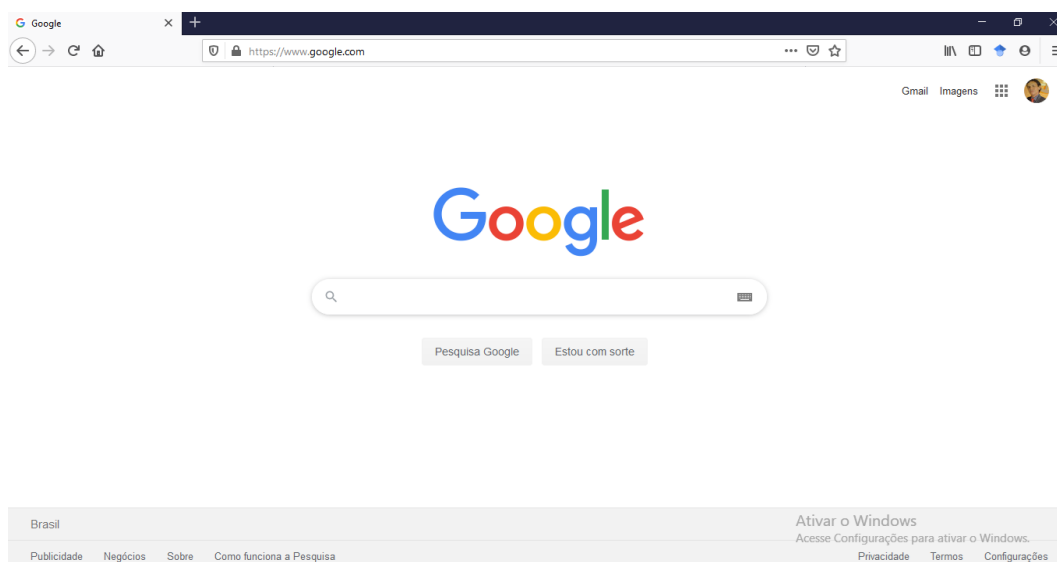 Google
https://www.google.com
Gmail Imagens
Google
Pesquisa Google Estou com sorte
Brasil
Ativar o Windows
Acesse Configurações para ativar o Windows.
Publicidade Negócios Sobre Como funciona a Pesquisa Privacidade Termos Configurações